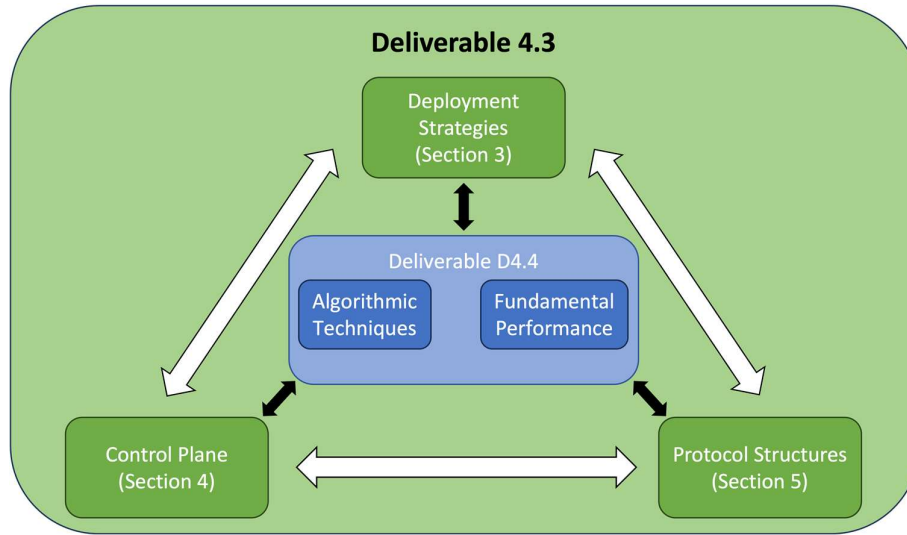 Deliverable 4.3
Deployment
Strategies
(Section 3)
Deliverable D4.4
Algorithmic
Techniques
Fundamental
Performance
Control Plane
(Section 4)
Protocol Structures
(Section 5)